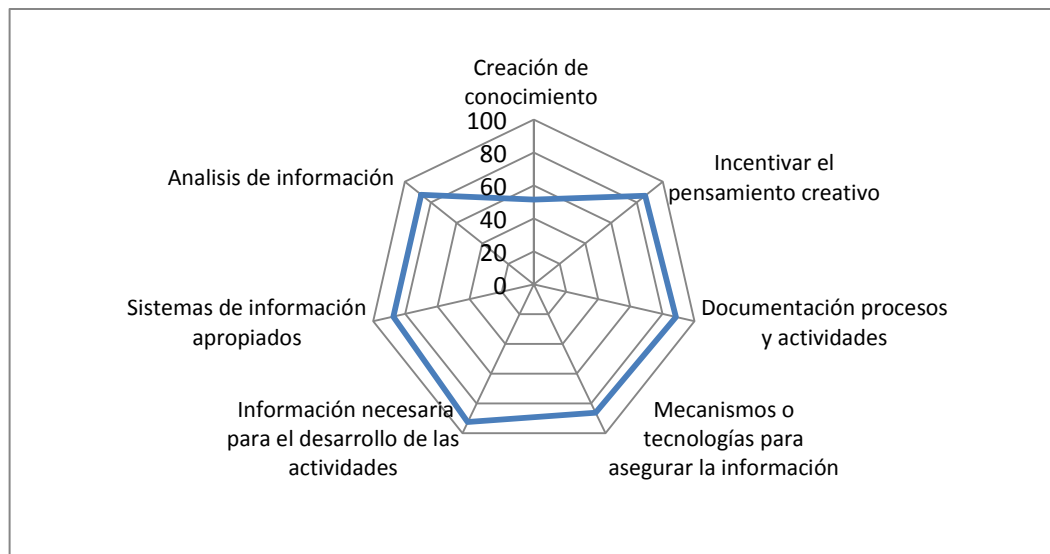 Creación de
conocimiento
100
80
60
40
20
0
Incentivar el
pensamiento creativo
Documentación procesos
y actividades
Mecanismos o
tecnologías para
asegurar la información
Información necesaria
para el desarrollo de las
actividades
Sistemas de información
apropiados
Analisis de información